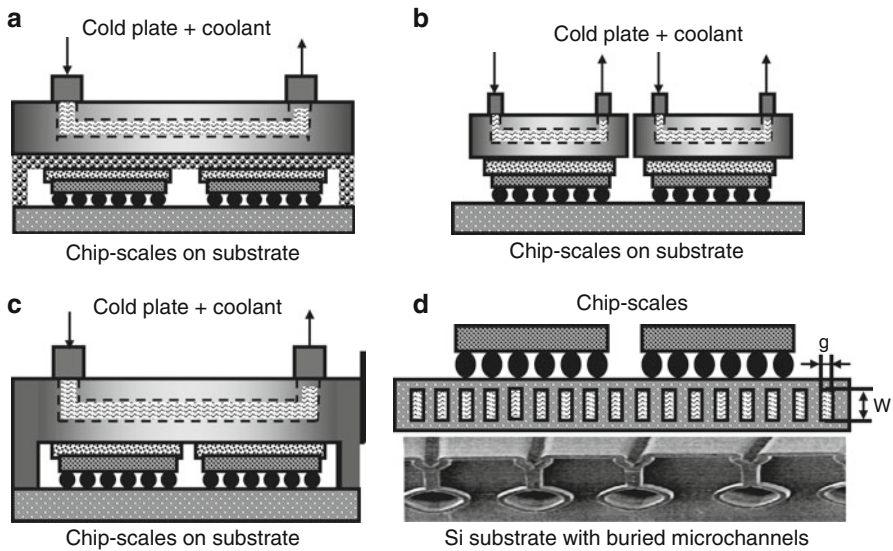 a
Cold plate + coolant
Chip-scales on substrate
b
Cold plate + coolant
Chip-scales on substrate
c
Cold plate + coolant
Chip-scales on substrate
d
Chip-scales
g
W
Si substrate with buried microchannels